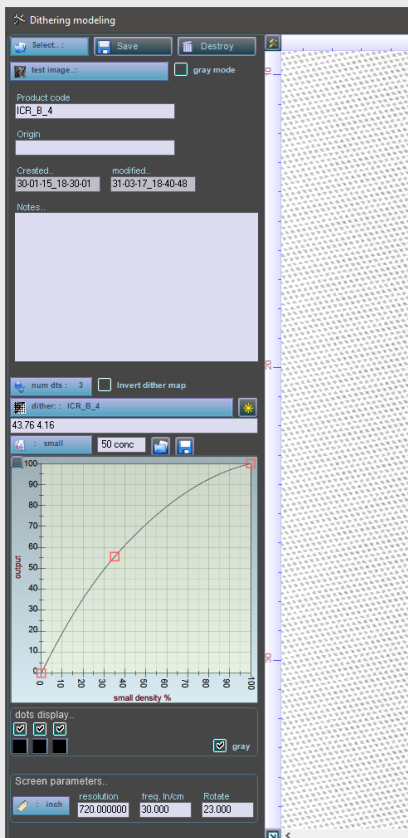 Dithering modeling
Select.. :
Save
Destroy
test image..:
gray mode
Product code
ICR_B_4
Origin
Created..
modified..
30-01-15_18-30-01
31-03-17_18-40-48
Notes..
num dts : 3
Invert dither map
dither: : ICR_B_4
43.76 4.16
: small
50 conc
100
90
80
70
60
50
40
30
20
10
0
output
0 10 20 30 40 50 60 70 80 90 100
small density %
dots display..
gray
Screen parameters..
: inch
resolution
freq. ln/cm
Rotate
720.000000
30.000
23.000
10
20
30